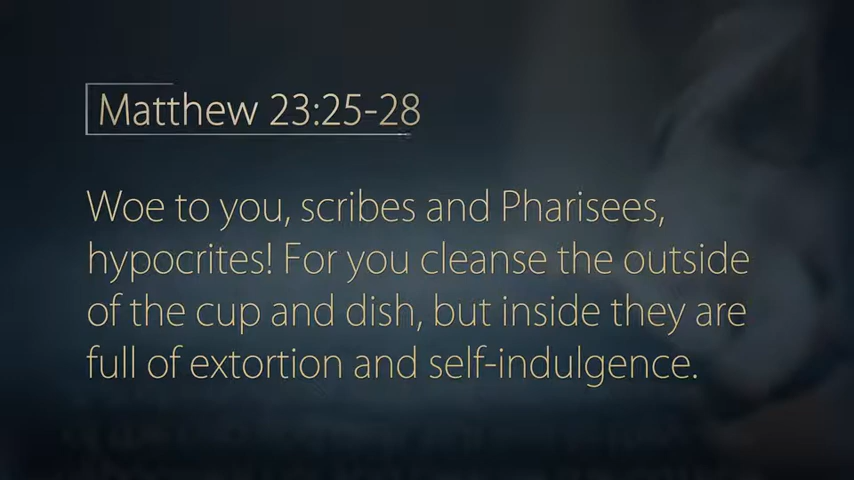 Matthew 23:25-28
Woe to you, scribes and Pharisees,
hypocrites! For you cleanse the outside
of the cup and dish, but inside they are
full of extortion and self-indulgence.